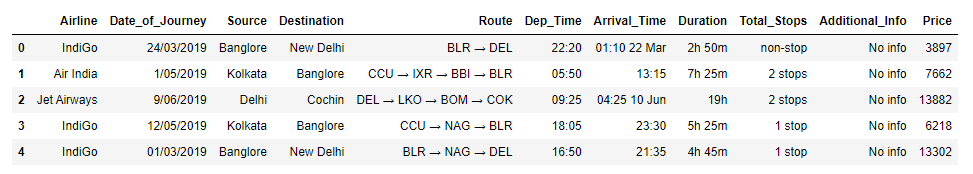 Airline Date_of_Journey Source Destination Route Dep_Time Arrival_Time Duration Total_Stops Additional_Info Price
0 IndiGo 24/03/2019 Banglore New Delhi BLR → DEL 22:20 01:10 22 Mar 2h 50m non-stop No info 3897
1 Air India 1/05/2019 Kolkata Banglore CCU → IXR → BBI → BLR 05:50 13:15 7h 25m 2 stops No info 7662
2 Jet Airways 9/06/2019 Delhi Cochin DEL → LKO → BOM → COK 09:25 04:25 10 Jun 19h 2 stops No info 13882
3 IndiGo 12/05/2019 Kolkata Banglore CCU → NAG → BLR 18:05 23:30 5h 25m 1 stop No info 6218
4 IndiGo 01/03/2019 Banglore New Delhi BLR → NAG → DEL 16:50 21:35 4h 45m 1 stop No info 13302